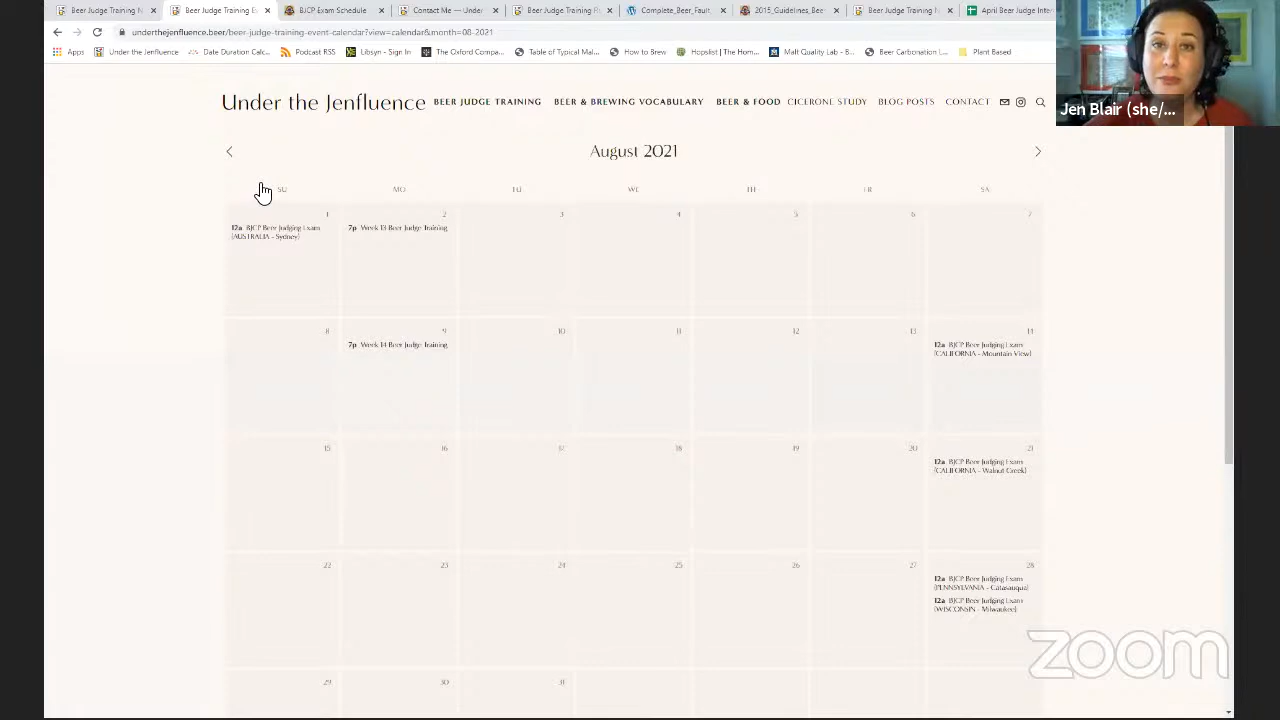 Beer Judge Training N
Beer Judge Training Ev
BJCP Exam Calendar
Contact Me — Under th
Beer Judge Training Ru
Complete_Beer_Fault_
2015_Guidelines_Beer
Beer Judge Training N
April Beer Judge Inter
underthejenfluence.beer/beer-judge-training-event-calendar?view=calendar&month=08-2021
Apps
Under the Jenfluence
Date Duration Calc...
Podcast RSS
Libsyn – Sign in
The Oxford Compa...
Table of Typical Mal...
How to Brew
Hopslist | The Hom...
Malt Quality Lab - B...
Beer Carbonation L...
Plant Based
Jen Blair (she/...
Under the Jenfluence
BEER JUDGE TRAINING
BEER & BREWING VOCABULARY
BEER & FOOD
CICERONE STUDY
BLOG POSTS
CONTACT
August 2021
SU MO TU WE TH FR SA
1 2 3 4 5 6 7
12a BJCP Beer Judging Exam
(AUSTRALIA - Sydney)
7p Week 13 Beer Judge Training
8 9 10 11 12 13 14
7p Week 14 Beer Judge Training
12a BJCP Beer Judging Exam
(CALIFORNIA - Mountain View)
15 16 17 18 19 20 21
12a BJCP Beer Judging Exam
(CALIFORNIA - Walnut Creek)
22 23 24 25 26 27 28
12a BJCP Beer Judging Exam
(PENNSYLVANIA - Catasauqua)
12a BJCP Beer Judging Exam
(WISCONSIN - Milwaukee)
29 30 31
zoom